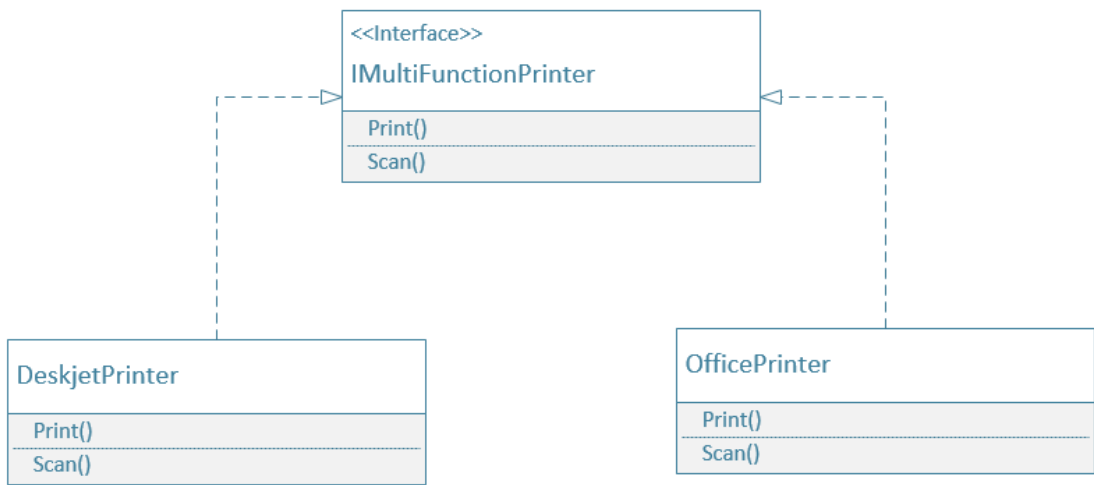 <<Interface>>
IMultiFunctionPrinter
Print()
Scan()
DeskjetPrinter
Print()
Scan()
OfficePrinter
Print()
Scan()